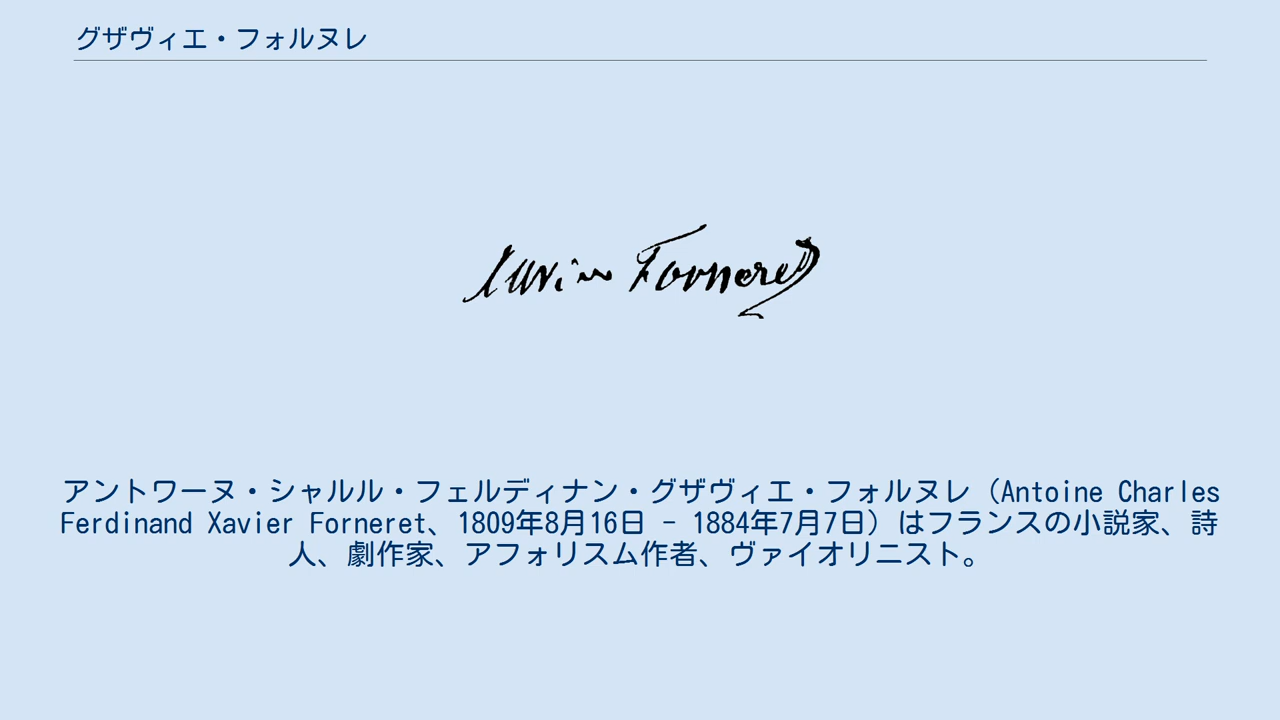 グザヴィエ・フォルヌレ
Xavier Forneret
アントワーヌ・シャルル・フェルディナン・グザヴィエ・フォルヌレ（Antoine Charles
Ferdinand Xavier Forneret、1809年8月16日 - 1884年7月7日）はフランスの小説家、詩
人、劇作家、アフォリスム作者、ヴァイオリニスト。